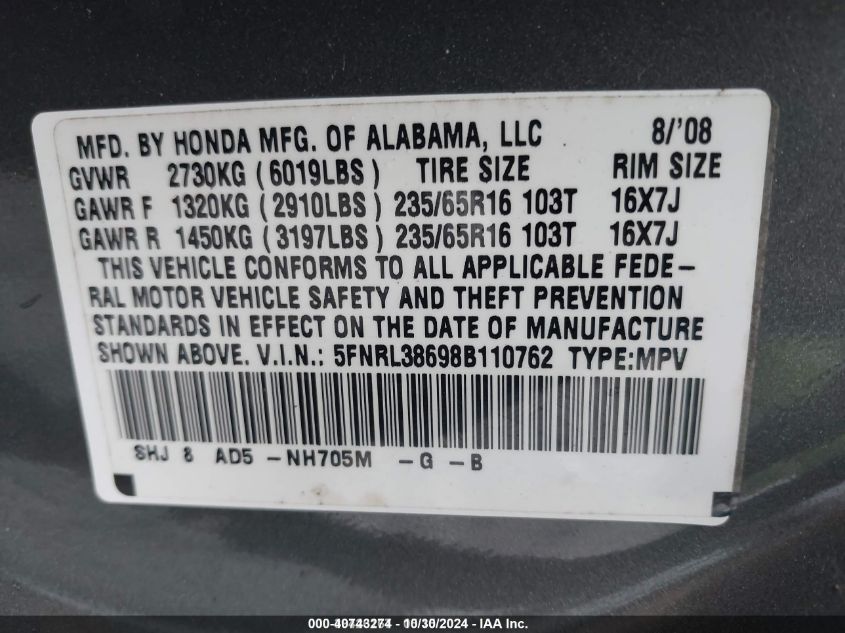 MFD. BY HONDA MFG. OF ALABAMA, LLC 8/'08
GVWR 2730KG (6019LBS) TIRE SIZE RIM SIZE
GAWR F 1320KG (2910LBS) 235/65R16 103T 16X7J
GAWR R 1450KG (3197LBS) 235/65R16 103T 16X7J
THIS VEHICLE CONFORMS TO ALL APPLICABLE FEDE-
RAL MOTOR VEHICLE SAFETY AND THEFT PREVENTION
STANDARDS IN EFFECT ON THE DATE OF MANUFACTURE
SHOWN ABOVE. V.I.N.: 5FNRL38698B110762 TYPE:MPV
SHJ 8 AD5 -NH705M -G -B
10/30/2024 - IAA Inc.